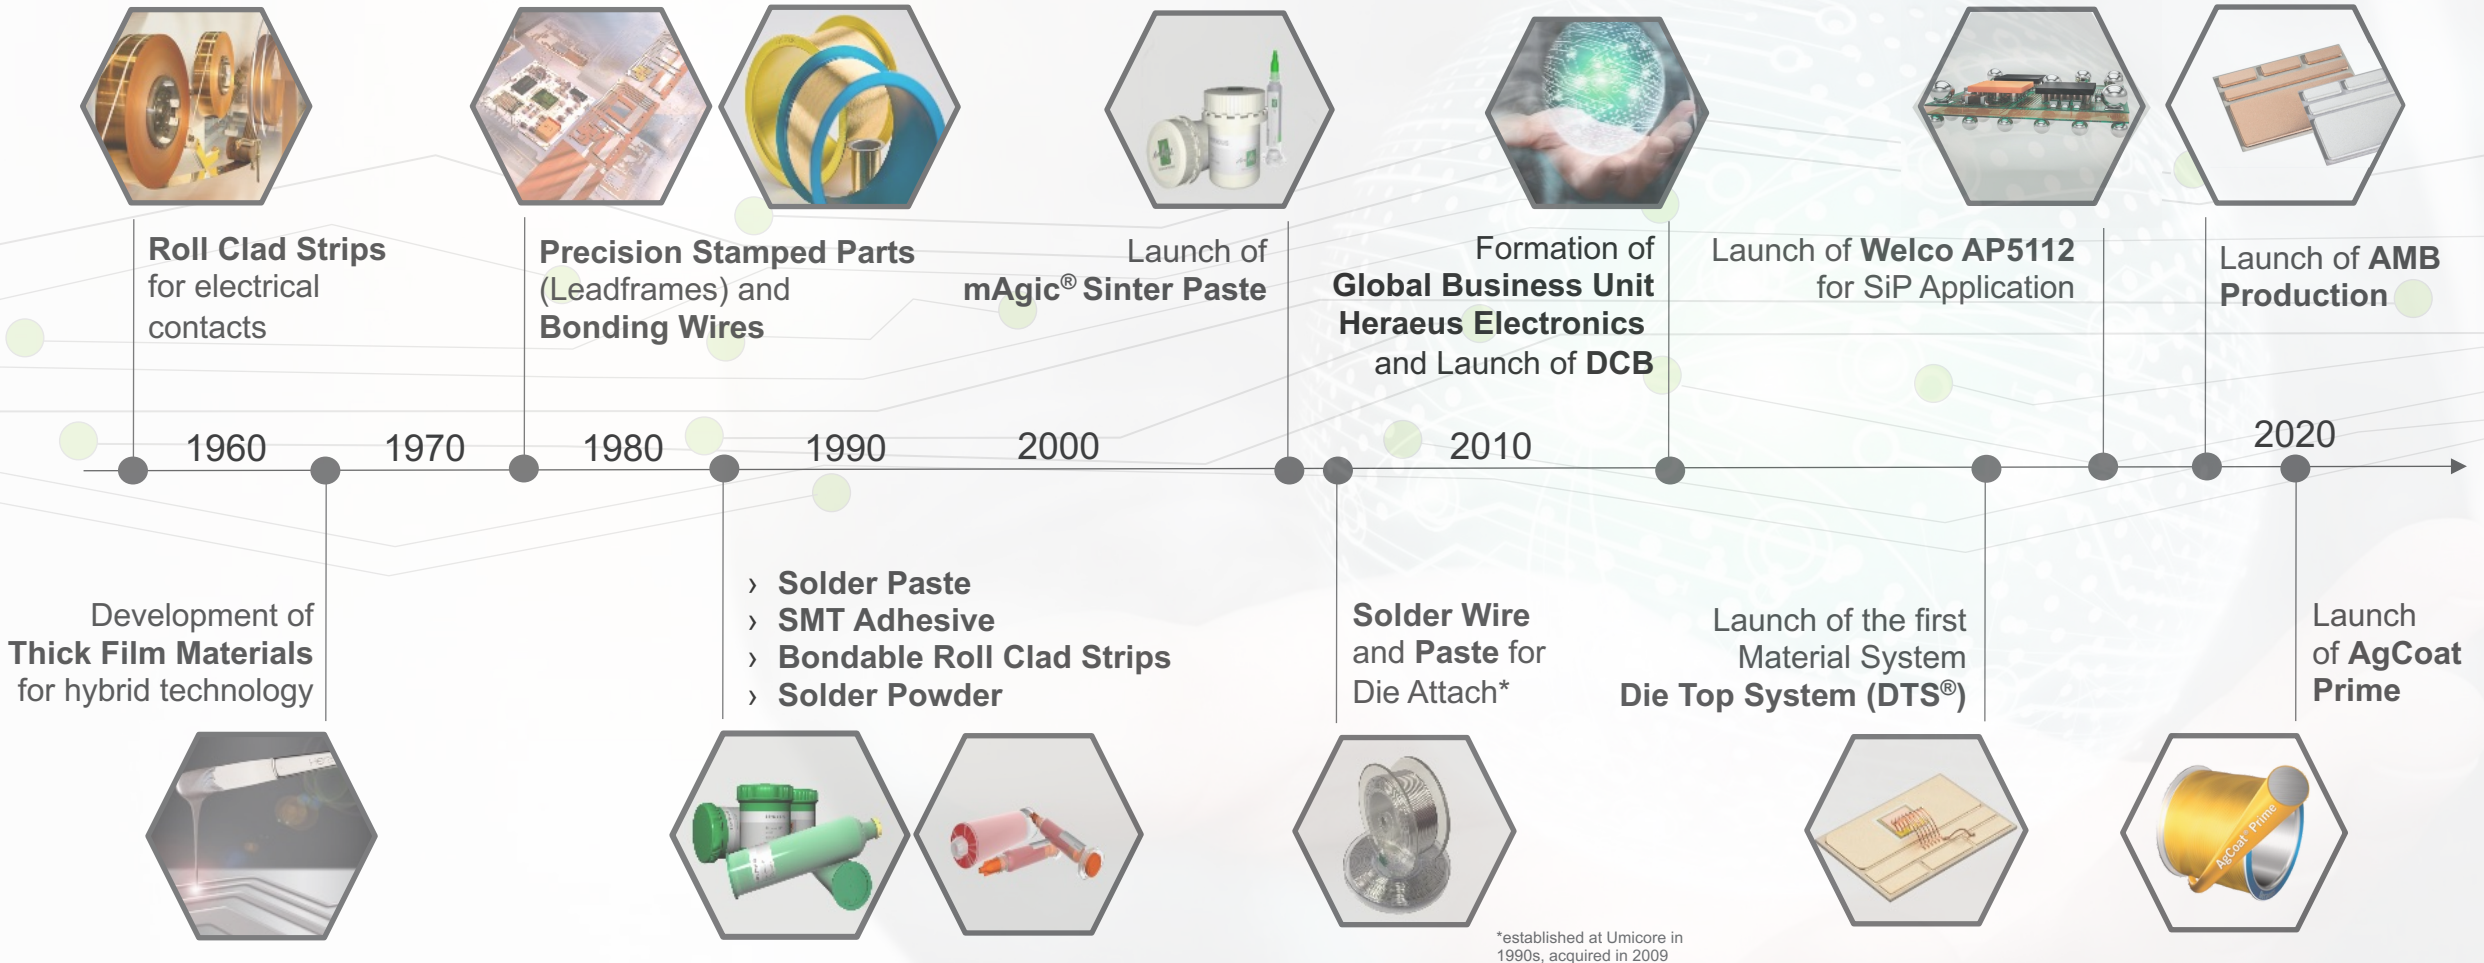 Roll Clad Strips
for electrical
contacts
Precision Stamped Parts
(Leadframes) and
Bonding Wires
Launch of
mAgic® Sinter Paste
Formation of
Global Business Unit
Heraeus Electronics
and Launch of DCB
Launch of Welco AP5112
for SiP Application
Launch of AMB
Production
1960
1970
1980
1990
2000
2010
2020
Development of
Thick Film Materials
for hybrid technology
› Solder Paste
› SMT Adhesive
› Bondable Roll Clad Strips
› Solder Powder
Solder Wire
and Paste for
Die Attach*
Launch of the first
Material System
Die Top System (DTS®)
Launch
of AgCoat
Prime
AgCoat® Prime
*established at Umicore in
1990s, acquired in 2009